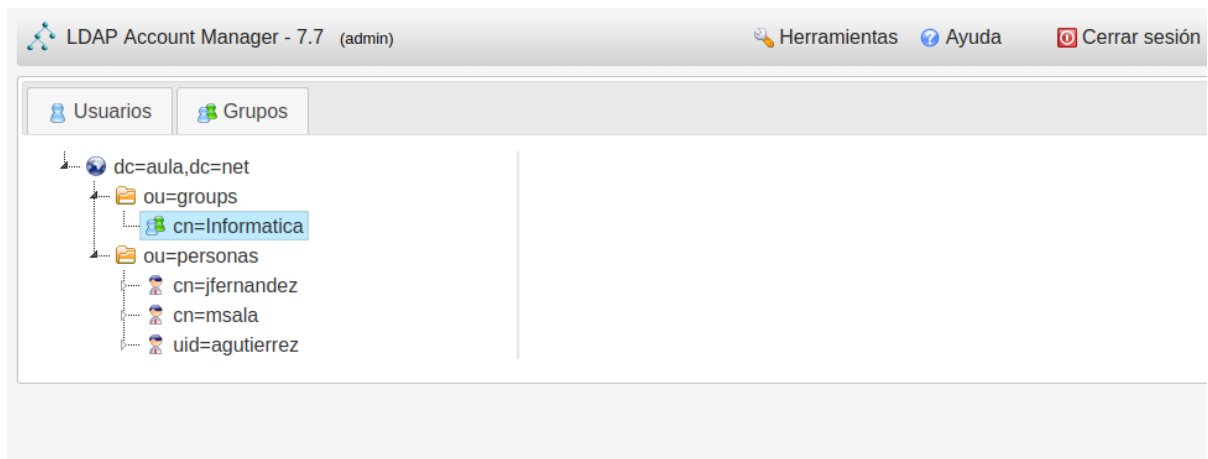 LDAP Account Manager - 7.7 (admin) Herramientas Ayuda Cerrar sesión
Usuarios Grupos
dc=aula,dc=net
ou=groups
cn=Informatica
ou=personas
cn=jfernandez
cn=msala
uid=agutierrez